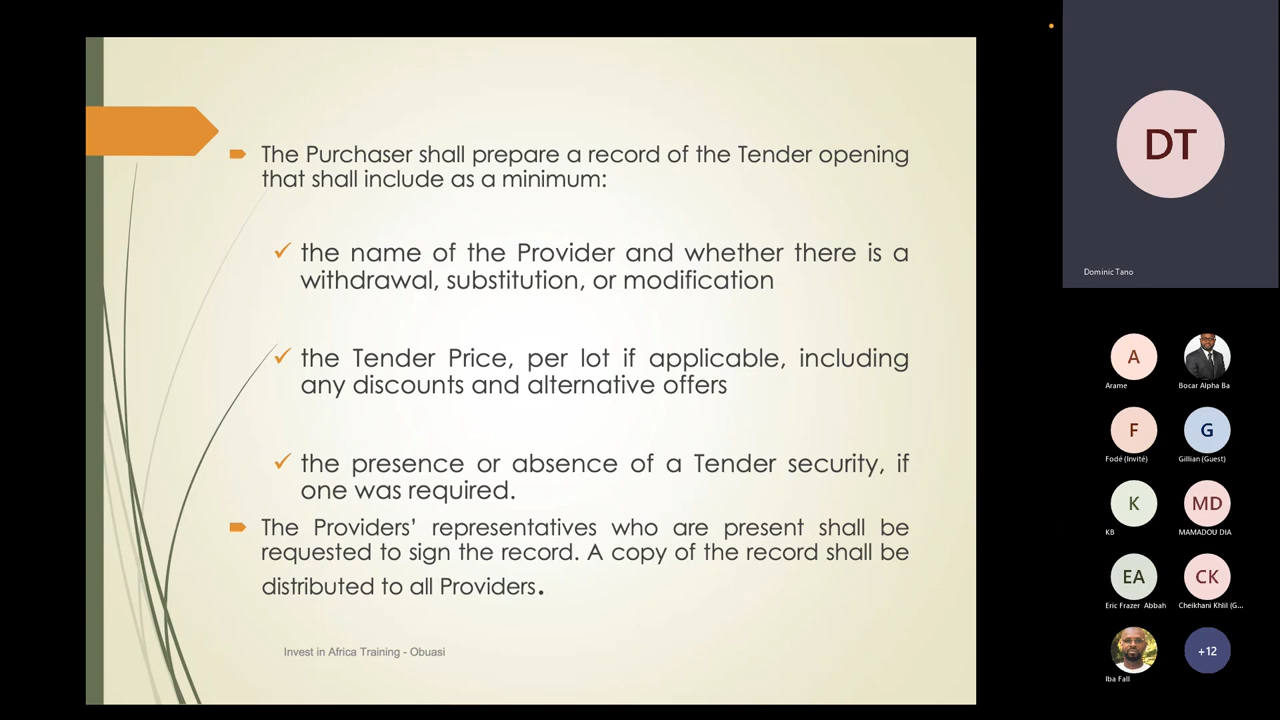 The Purchaser shall prepare a record of the Tender opening
that shall include as a minimum:
the name of the Provider and whether there is a
withdrawal, substitution, or modification
the Tender Price, per lot if applicable, including
any discounts and alternative offers
the presence or absence of a Tender security, if
one was required.
The Providers’ representatives who are present shall be
requested to sign the record. A copy of the record shall be
distributed to all Providers.
Invest in Africa Training - Obuasi
DT
Dominic Tano
A
Arame
Bocar Alpha Ba
F
Fodé (Invité)
G
Gillian (Guest)
K
KB
MD
MAMADOU DIA
EA
Eric Frazer Abbah
CK
Cheikhani Khlil (G...
Iba Fall
+12